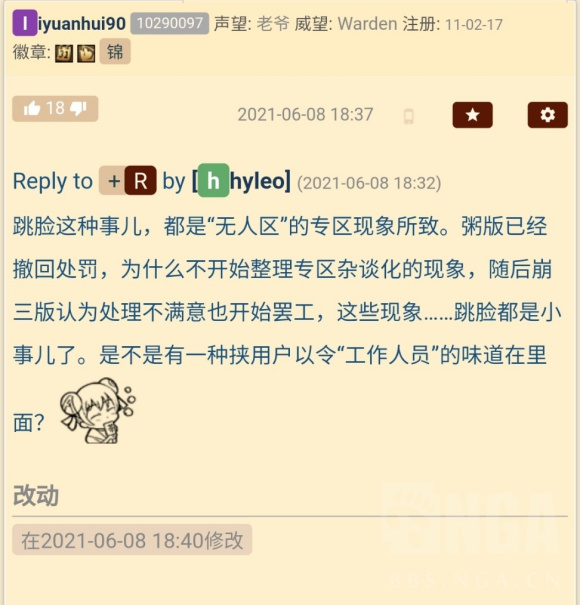 l iyuanhui90 10290097 声望: 老爷 威望: Warden 注册: 11-02-17
徽章: 锦
18
2021-06-08 18:37
Reply to +R by [hhyleo] (2021-06-08 18:32)
跳脸这种事儿，都是“无人区”的专区现象所致。粥版已经
撤回处罚，为什么不开始整理专区杂谈化的现象，随后崩
三版认为处理不满意也开始罢工，这些现象……跳脸都是小
事儿了。是不是有一种挟用户以令“工作人员”的味道在里
面？
改动
在2021-06-08 18:40修改
NGA
BBS.NGA.CN